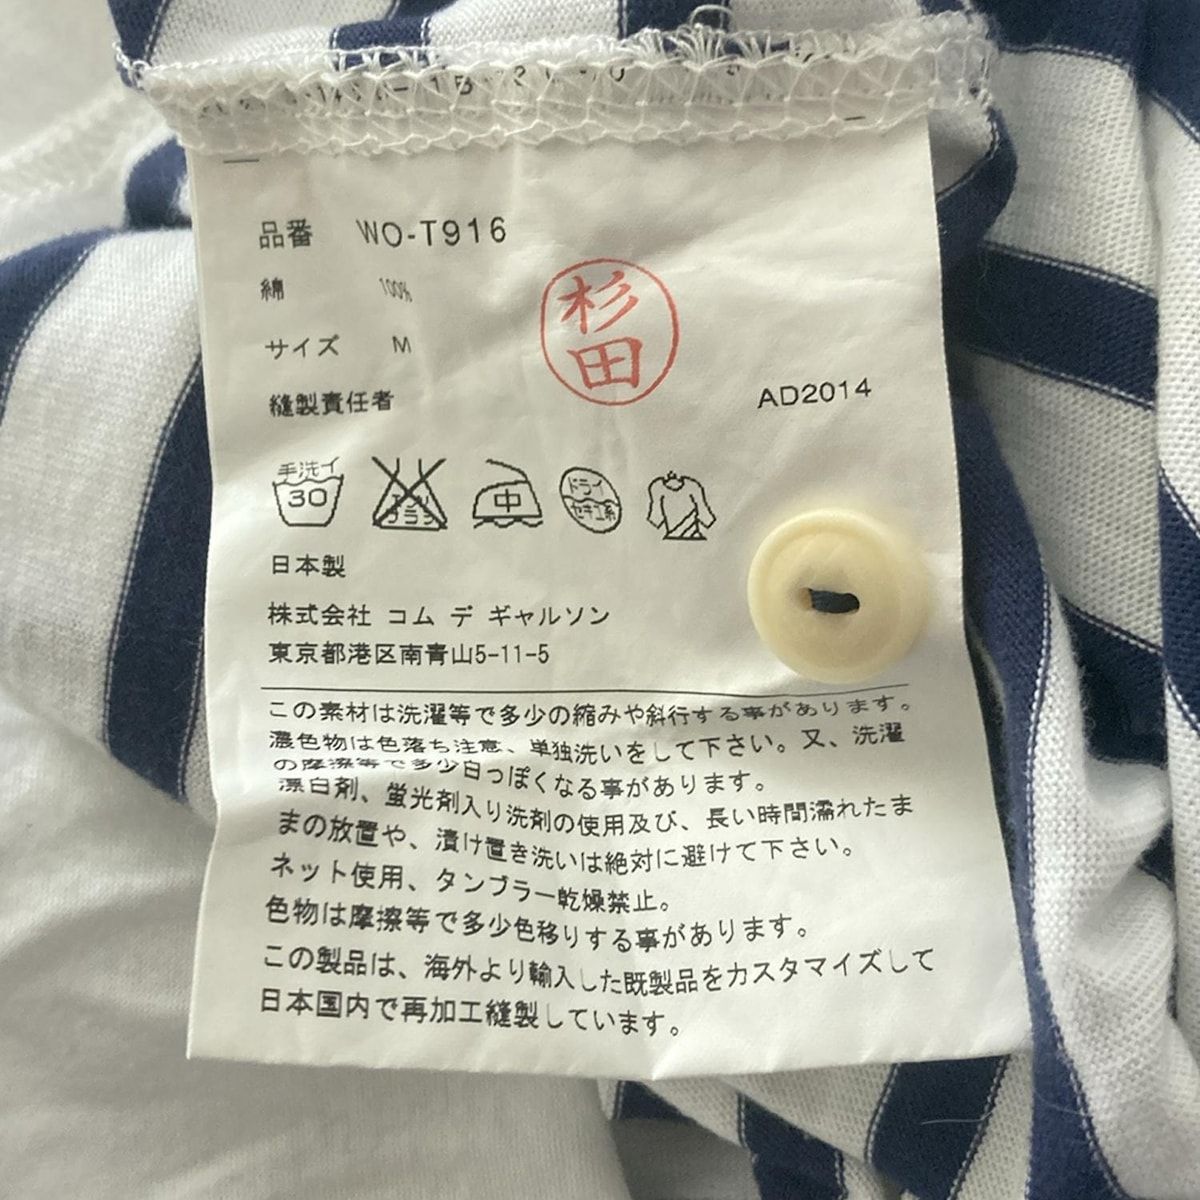 品番 WO-T916
綿 100%
サイズ M
杉田
縫製責任者
AD2014
手洗イ
30
中
ドライ
セキユ系
日本製
株式会社 コム デ ギャルソン
東京都港区南青山5-11-5
この素材は洗濯等で多少の縮みや斜行する事があります。
濃色物は色落ち注意、単独洗いをして下さい。又、洗濯
の摩擦等で多少白っぽくなる事があります。
漂白剤、蛍光剤入り洗剤の使用及び、長い時間濡れたま
まの放置や、漬け置き洗いは絶対に避けて下さい。
ネット使用、タンブラー乾燥禁止。
色物は摩擦等で多少色移りする事があります。
この製品は、海外より輸入した既製品をカスタマイズして
日本国内で再加工縫製しています。